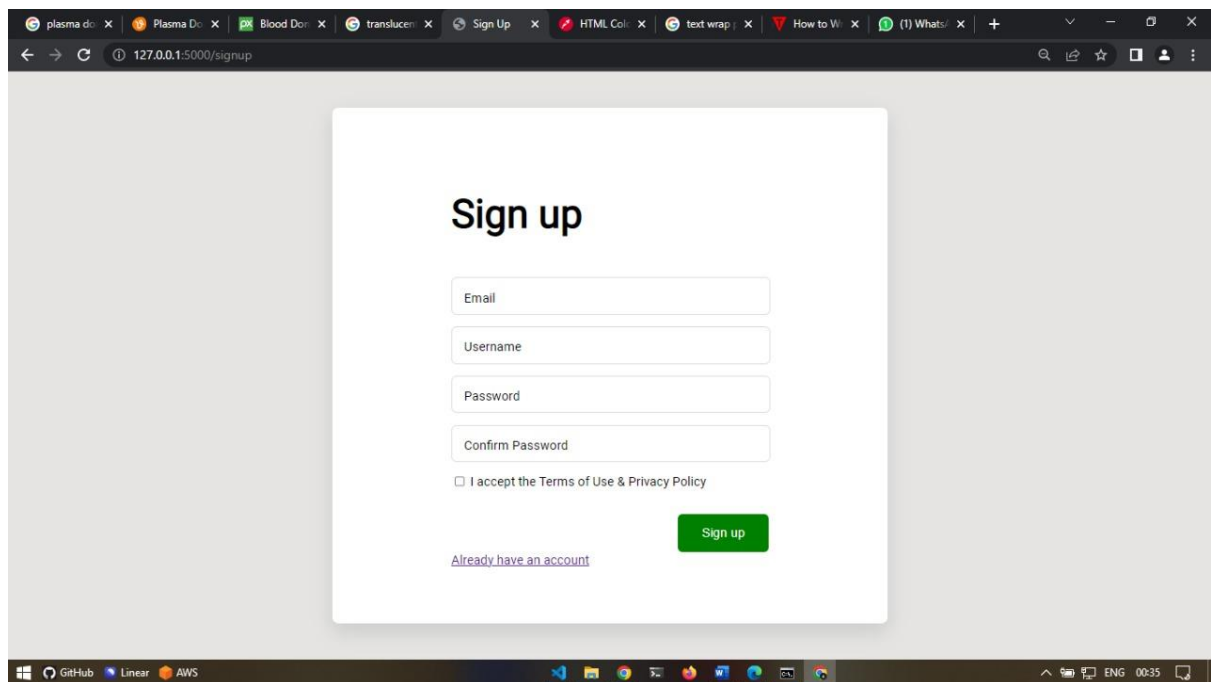 plasma do
Plasma Do
Blood Don
translucen
Sign Up
HTML Col
text wrap
How to W
(1) Whats
127.0.0.1:5000/signup
Sign up
Email
Username
Password
Confirm Password
I accept the Terms of Use & Privacy Policy
Sign up
Already have an account
GitHub Linear AWS
ENG 00:35